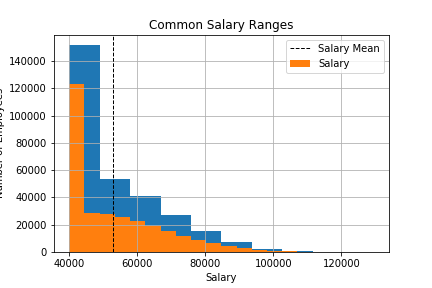 Common Salary Ranges
Salary Mean
Salary
Number of Employees
140000
120000
100000
80000
60000
40000
20000
0
40000 60000 80000 100000 120000
Salary